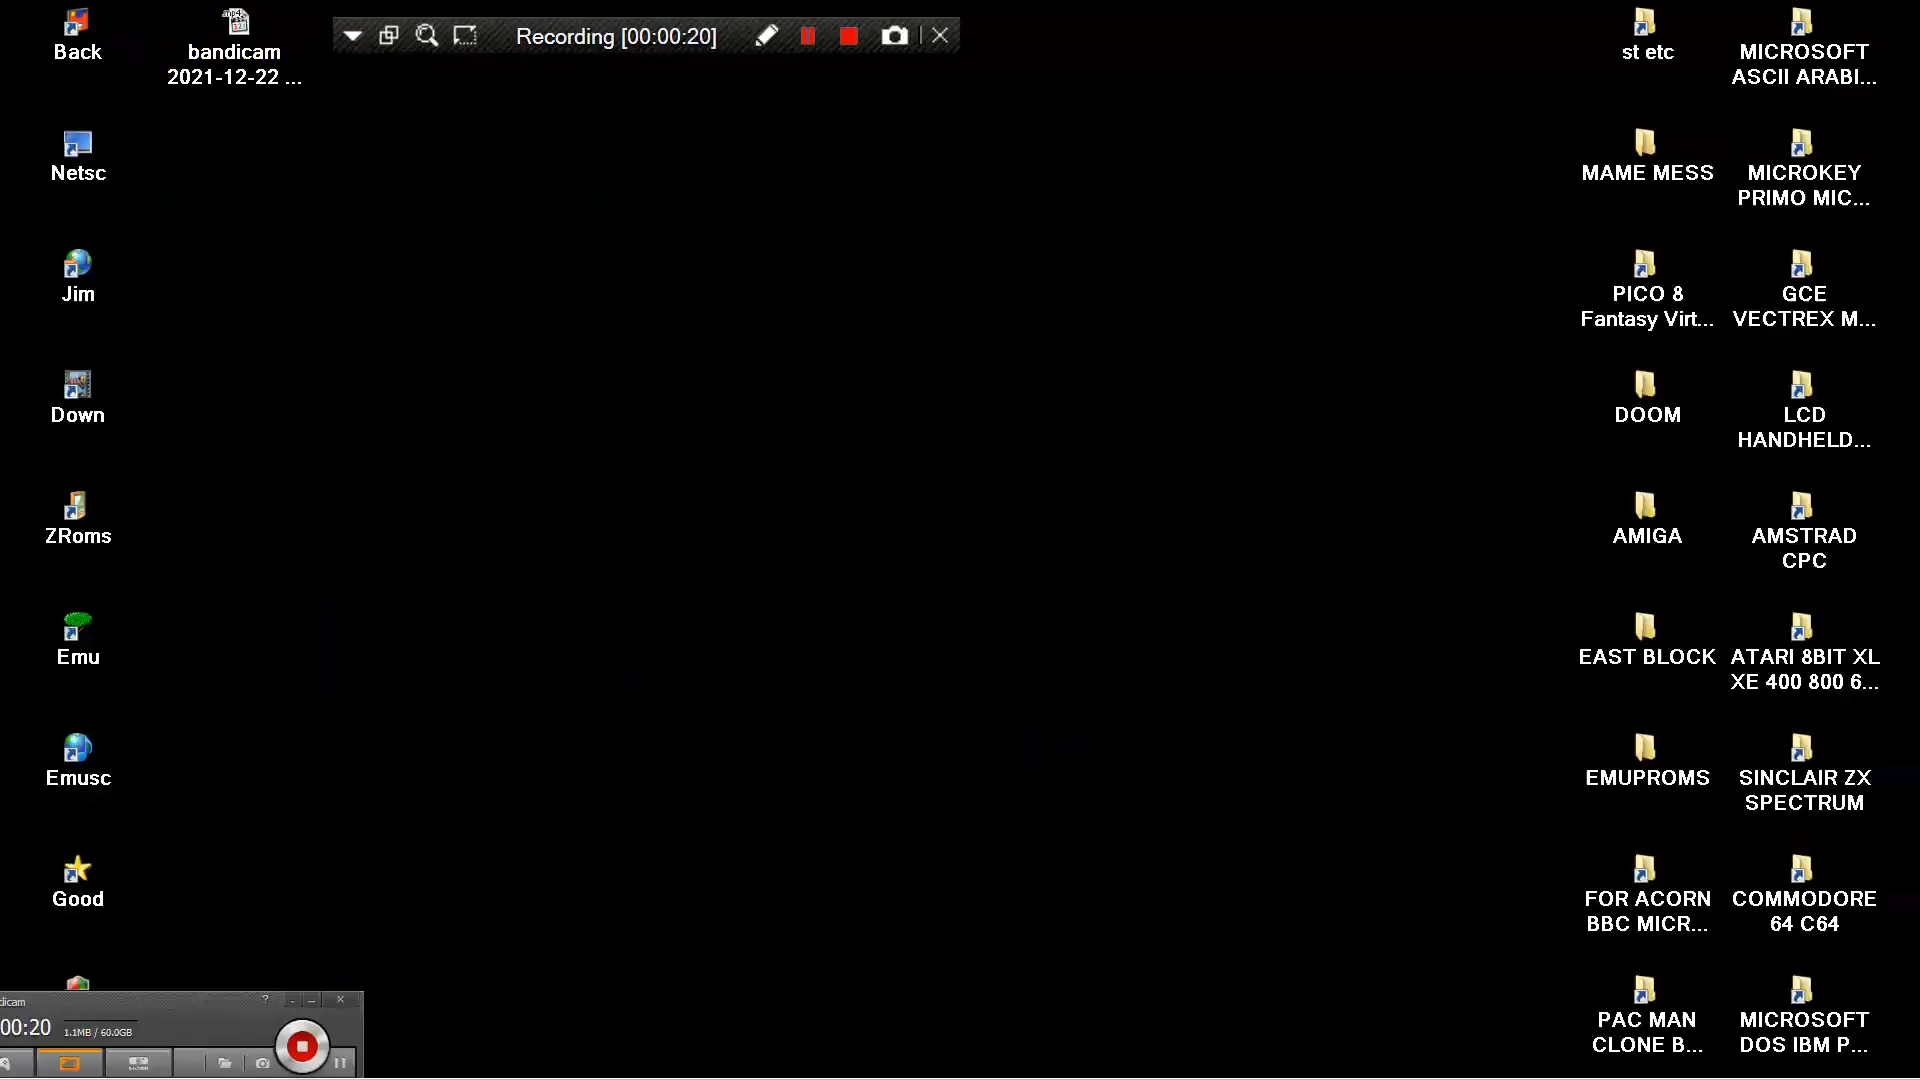 Back
bandicam
2021-12-22 ...
Recording [00:00:20]
st etc
MICROSOFT
ASCII ARABI...
Netsc
MAME MESS
MICROKEY
PRIMO MIC...
Jim
PICO 8
Fantasy Virt...
GCE
VECTREX M...
Down
DOOM
LCD
HANDHELD...
ZRoms
AMIGA
AMSTRAD
CPC
Emu
EAST BLOCK
ATARI 8BIT XL
XE 400 800 6...
Emusc
EMUPROMS
SINCLAIR ZX
SPECTRUM
Good
FOR ACORN
BBC MICR...
COMMODORE
64 C64
PAC MAN
CLONE B...
MICROSOFT
DOS IBM P...
dicam
00:20
1.1MB / 60.0GB